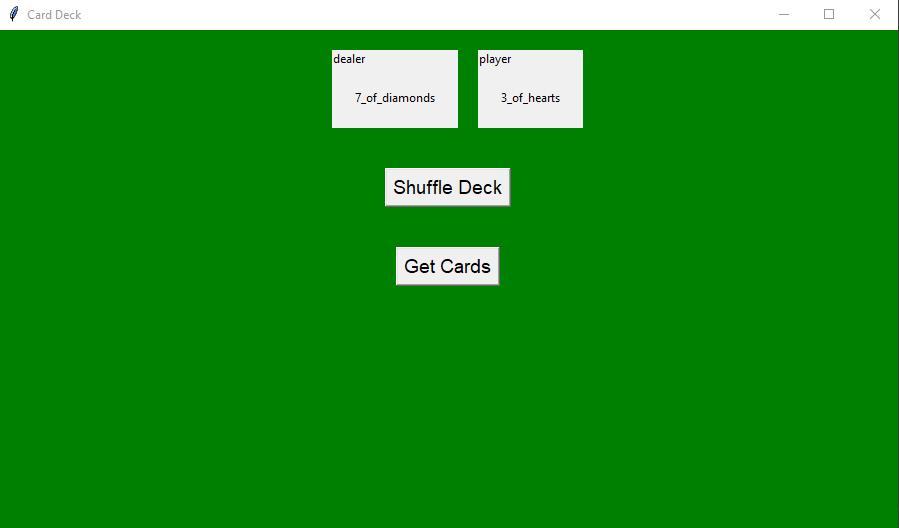 Card Deck
dealer
7_of_diamonds
player
3_of_hearts
Shuffle Deck
Get Cards